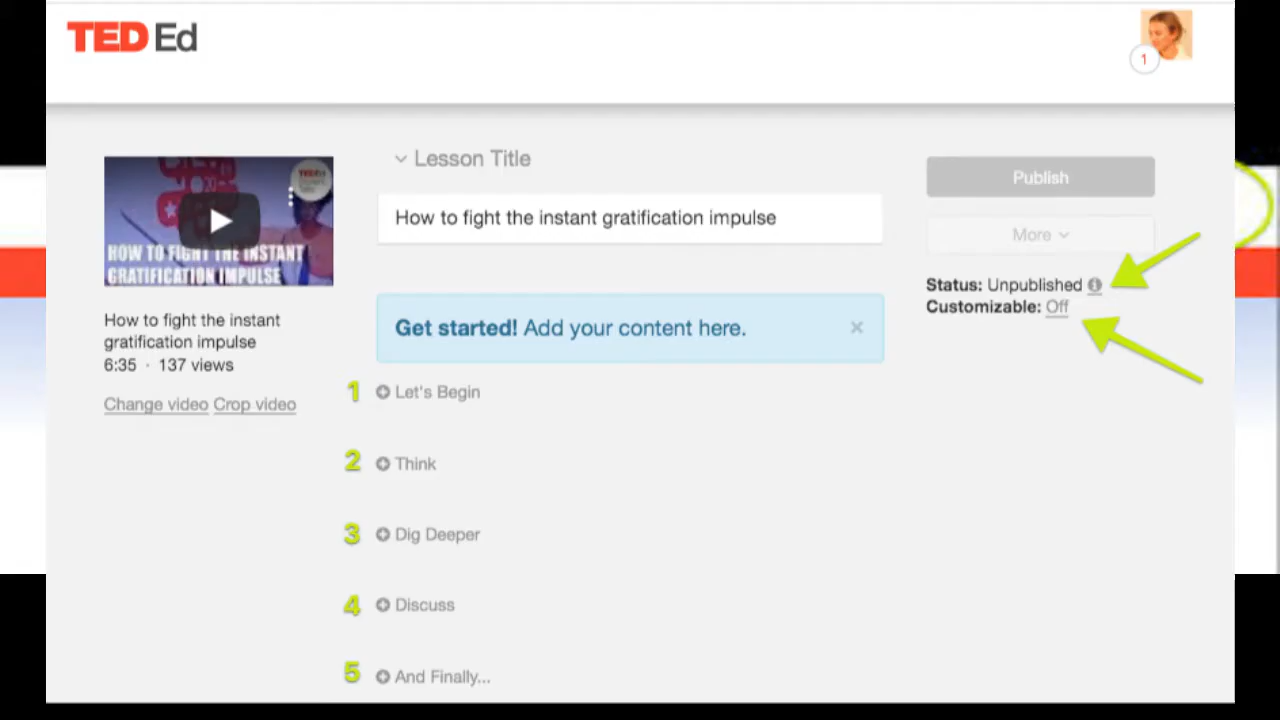 TED Ed
1
TEDEd
HOW TO FIGHT THE INSTANT
GRATIFICATION IMPULSE
How to fight the instant
gratification impulse
6:35 · 137 views
Change video Crop video
Lesson Title
How to fight the instant gratification impulse
Get started! Add your content here. ×
1 Let's Begin
2 Think
3 Dig Deeper
4 Discuss
5 And Finally...
Publish
More
Status: Unpublished
Customizable: Off